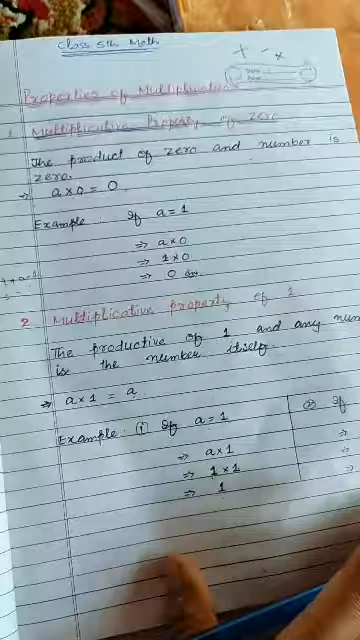 Class 5th Math
+ - ×
Properties of Multiplication
1 Multiplicative Property of zero
The product of zero and number is
zero.
⇒ a×0 = 0
Example : If a=1
⇒ a×0
⇒ 1×0
⇒ 0 Ans
2 Multiplicative property of 1
The productive of 1 and any num
is the number itself.
⇒ a×1 = a
Example : (i) If a=1
⇒ a×1
⇒ 1×1
⇒ 1
If
⇒
⇒
⇒